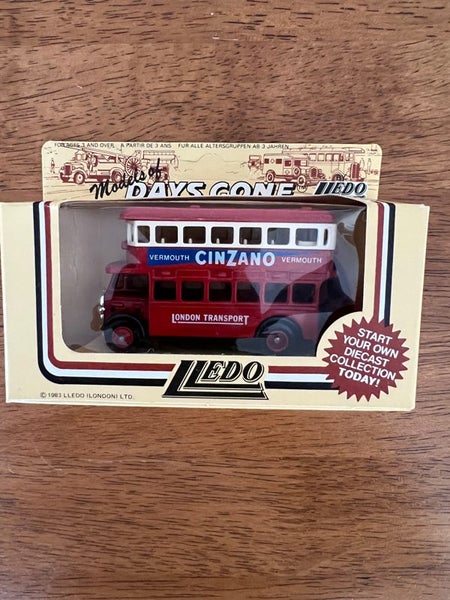 FOR AGES 3 AND OVER A PARTIR DE 3 ANS FUR ALLE ALTERSGRUPPEN AB 3 JAHREN
Models of
DAYS GONE LLEDO
VERMOUTH CINZANO VERMOUTH
LONDON TRANSPORT
START
YOUR OWN
DIECAST
COLLECTION
TODAY!
LLEDO
© 1983 LLEDO (LONDON) LTD.